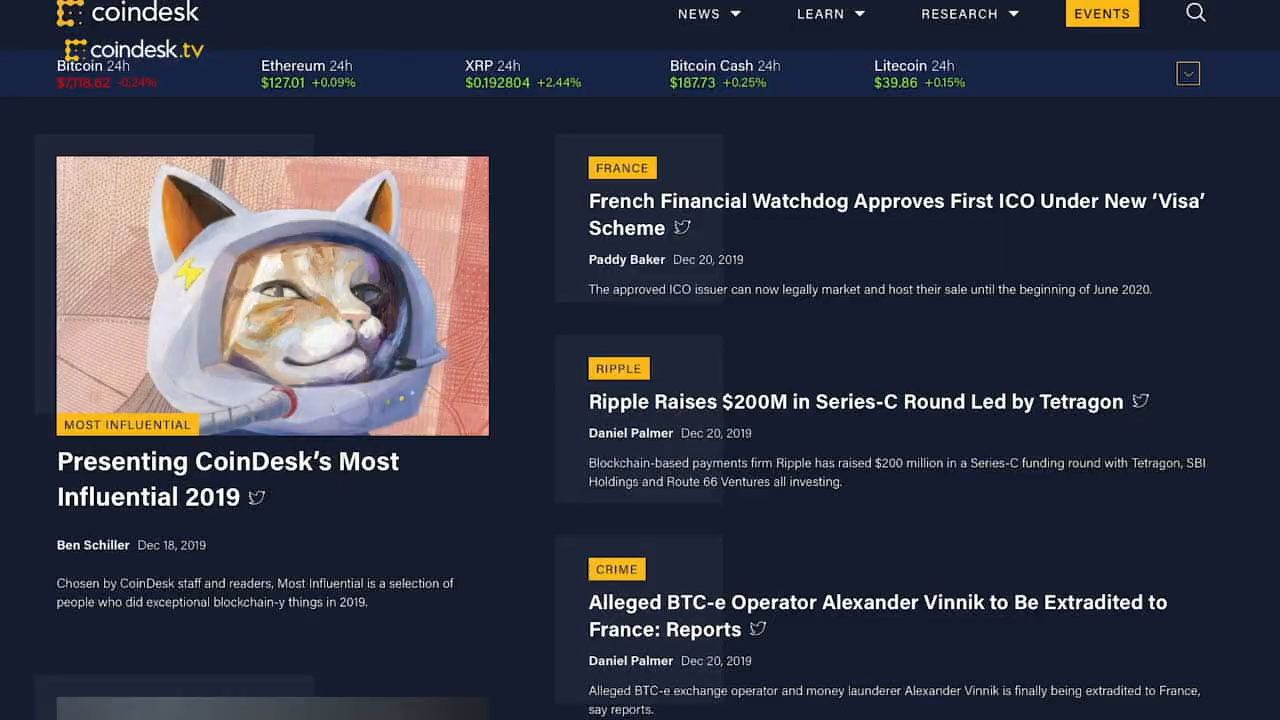 coindesk
NEWS
LEARN
RESEARCH
EVENTS
coindesk.tv
Bitcoin 24h
$7,118.62 -0.24%
Ethereum 24h
$127.01 +0.09%
XRP 24h
$0.192804 +2.44%
Bitcoin Cash 24h
$187.73 +0.25%
Litecoin 24h
$39.86 +0.15%
MOST INFLUENTIAL
Presenting CoinDesk’s Most
Influential 2019
Ben Schiller Dec 18, 2019
Chosen by CoinDesk staff and readers, Most Influential is a selection of
people who did exceptional blockchain-y things in 2019.
FRANCE
French Financial Watchdog Approves First ICO Under New ‘Visa’
Scheme
Paddy Baker Dec 20, 2019
The approved ICO issuer can now legally market and host their sale until the beginning of June 2020.
RIPPLE
Ripple Raises $200M in Series-C Round Led by Tetragon
Daniel Palmer Dec 20, 2019
Blockchain-based payments firm Ripple has raised $200 million in a Series-C funding round with Tetragon, SBI
Holdings and Route 66 Ventures all investing.
CRIME
Alleged BTC-e Operator Alexander Vinnik to Be Extradited to
France: Reports
Daniel Palmer Dec 20, 2019
Alleged BTC-e exchange operator and money launderer Alexander Vinnik is finally being extradited to France,
say reports.